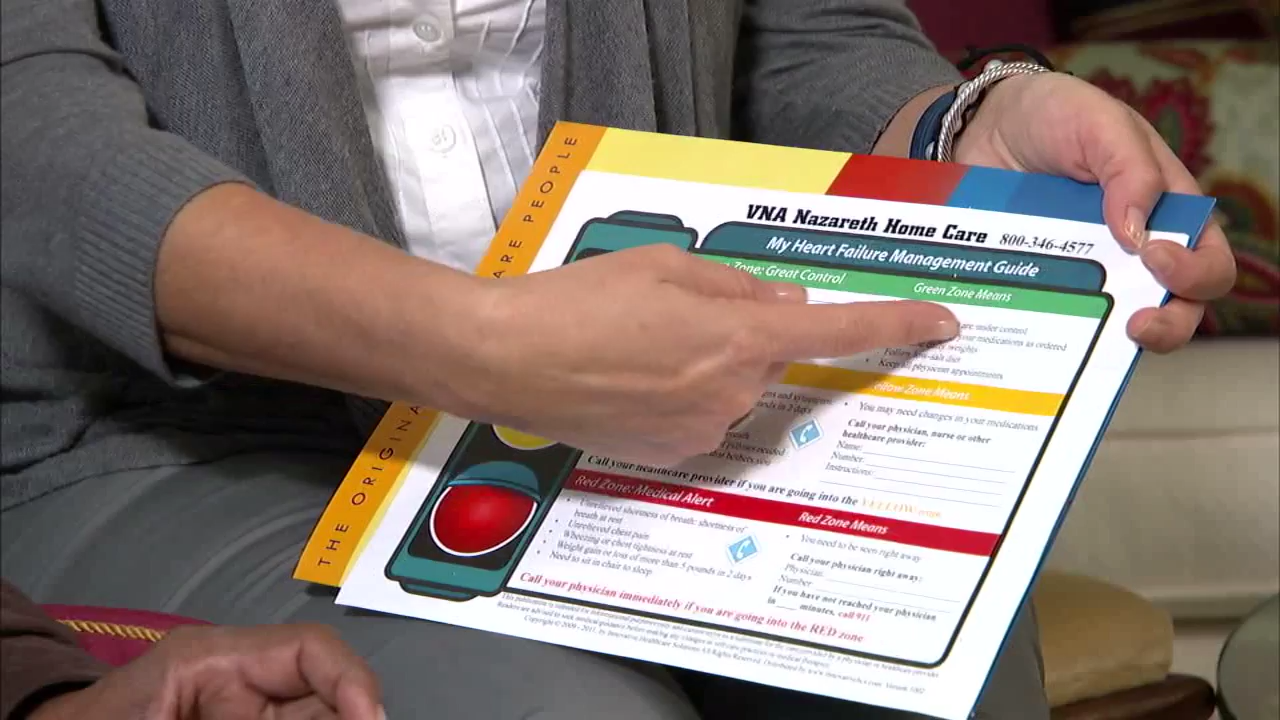 THE ORIGINA
ARE PEOPLE
VNA Nazareth Home Care 800-346-4577
My Heart Failure Management Guide
Zone: Great Control
Green Zone Means
are under control
your medications as ordered
weights
Follow low-salt diet
Keep all physician appointments
Yellow Zone Means
in 2 days
needed
• You may need changes in your medications
Call your physician, nurse or other
healthcare provider:
Name:
Number:
Instructions:
Call your healthcare provider if you are going into the YELLOW zone
Red Zone: Medical Alert
• Unrelieved shortness of breath: shortness of
breath at rest
• Unrelieved chest pain
• Wheezing or chest tightness at rest
• Weight gain or loss of more than 5 pounds in 2 days
• Need to sit in chair to sleep
Red Zone Means
• You need to be seen right away
Call your physician right away:
Physician:
Number
If you have not reached your physician
in ___ minutes, call 911
Call your physician immediately if you are going into the RED zone